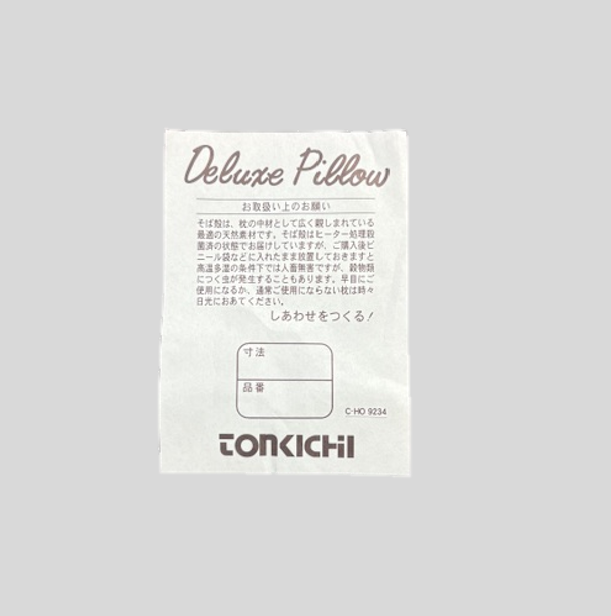 Deluxe Pillow
お取扱い上のお願い
そば殻は、枕の中材として広く親しまれている
最適の天然素材です。そば殻はヒーター処理殺
菌済の状態でお届けしていますが、ご購入後ビ
ニール袋などに入れたまま放置しておきますと
高温多湿の条件下では人畜無害ですが、穀物類
につく虫が発生することもあります。早目にご
使用になるか、通常ご使用にならない枕は時々
日光におあてください。
しあわせをつくる!
寸法
品番
C-HO 9234
TONKICHI